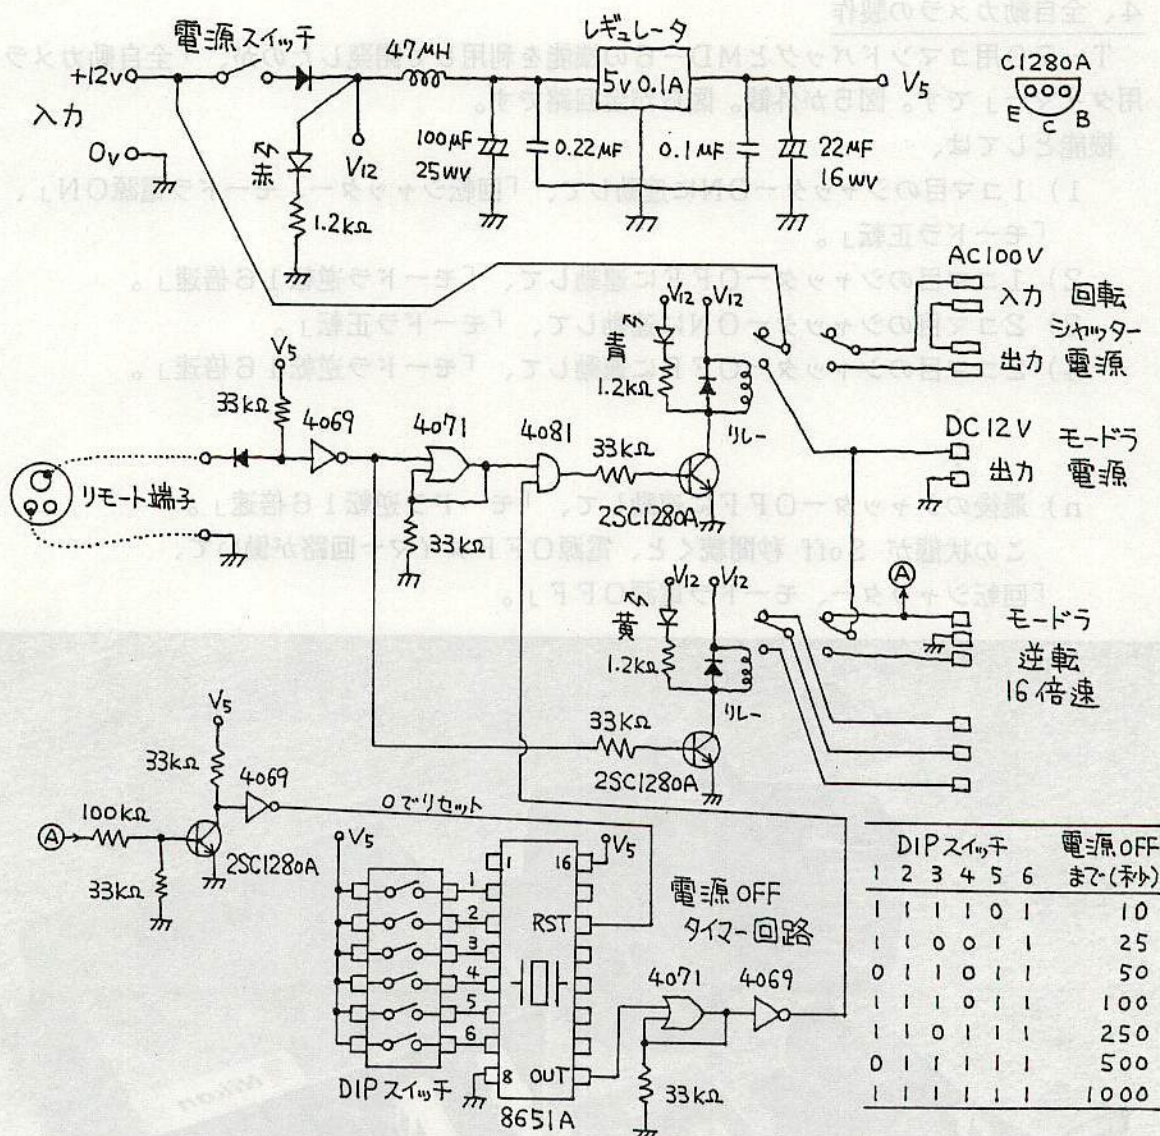 電源スイッチ
+12v
入力
0v
赤
1.2kΩ
V12
47μH
100μF
25WV
0.22μF
レギュレータ
5v 0.1A
0.1μF
22μF
16WV
V5
C1280A
E C B
AC100V
入力
出力
回転
シャッター
電源
DC12V
出力
モードラ
電源
V12
V12
青
1.2kΩ
リレー
V5
33kΩ
4069
4071
4081
33kΩ
2SC1280A
33kΩ
リモート端子
A
モードラ
逆転
16倍速
V12
V12
黄
1.2kΩ
リレー
33kΩ
2SC1280A
V5
33kΩ
4069
0でリセット
A
100kΩ
33kΩ
2SC1280A
V5
1
2
3
4
5
6
DIPスイッチ
1
16
V5
RST
8
OUT
8651A
電源OFF
タイマー回路
4071
4069
33kΩ
DIPスイッチ 電源OFF
1 2 3 4 5 6 まで(秒)
1 1 1 1 0 1 10
1 1 0 0 1 1 25
0 1 1 0 1 1 50
1 1 1 0 1 1 100
1 1 0 1 1 1 250
0 1 1 1 1 1 500
1 1 1 1 1 1 1000